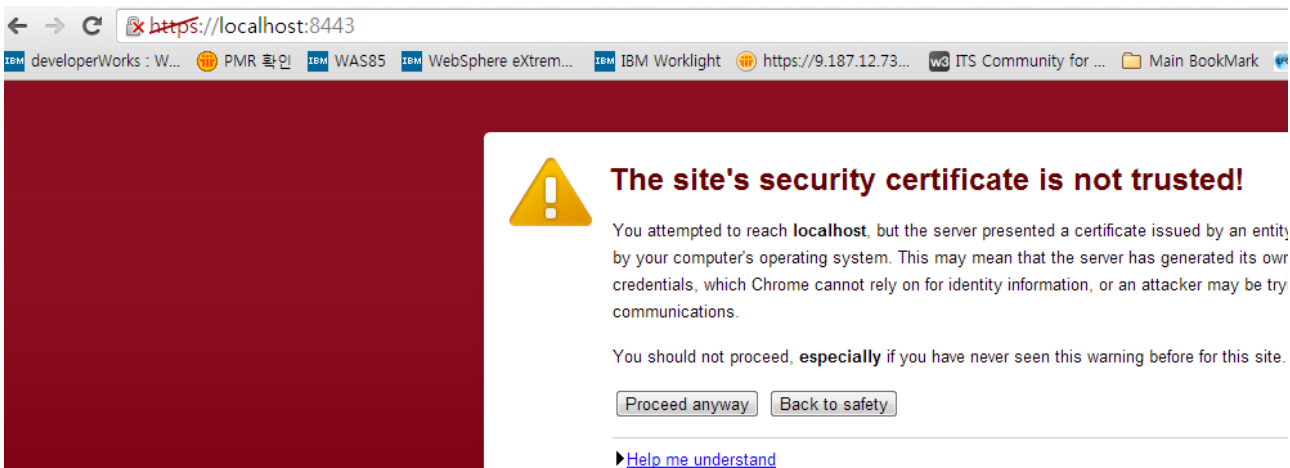 https://localhost:8443
IBM developerWorks : W... PMR 확인 IBM WAS85 IBM WebSphere eXtrem... IBM IBM Worklight https://9.187.12.73... w3 ITS Community for ... Main BookMark
The site's security certificate is not trusted!
You attempted to reach localhost, but the server presented a certificate issued by an entity
by your computer's operating system. This may mean that the server has generated its own
credentials, which Chrome cannot rely on for identity information, or an attacker may be try
communications.
You should not proceed, especially if you have never seen this warning before for this site.
Proceed anyway Back to safety
Help me understand